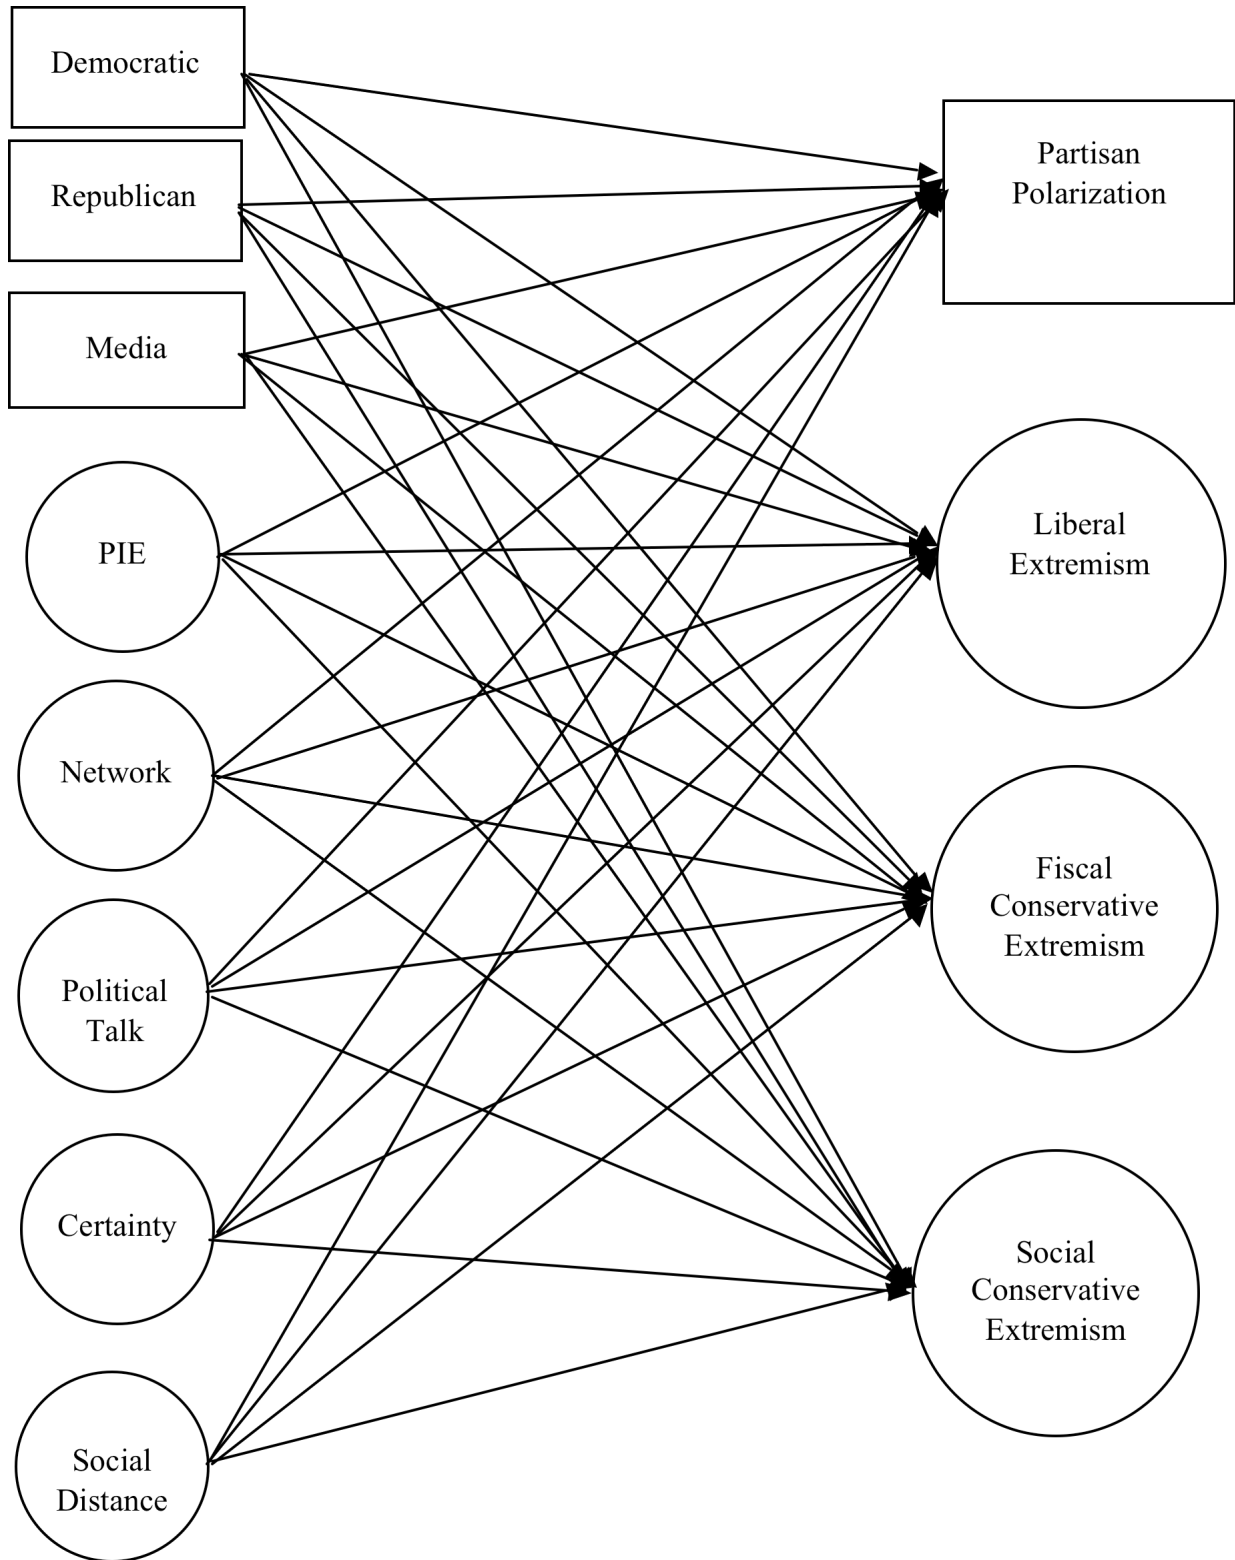 Democratic
Republican
Media
PIE
Network
Political
Talk
Certainty
Social
Distance
Partisan
Polarization
Liberal
Extremism
Fiscal
Conservative
Extremism
Social
Conservative
Extremism